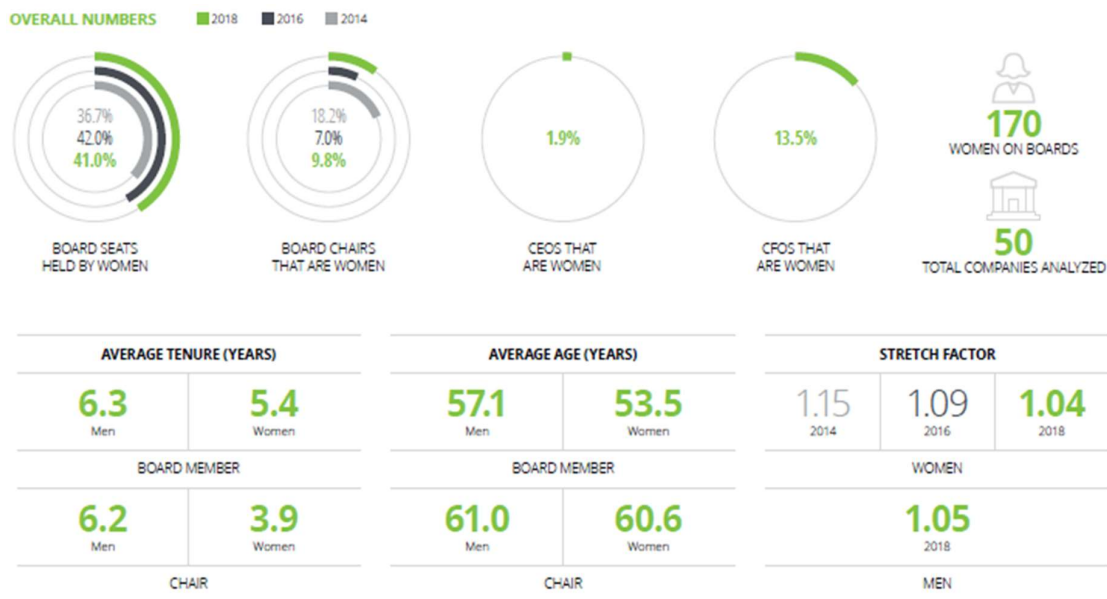 OVERALL NUMBERS 2018 2016 2014
36.7%
42.0%
41.0%
BOARD SEATS
HELD BY WOMEN
18.2%
7.0%
9.8%
BOARD CHAIRS
THAT ARE WOMEN
1.9%
CEOS THAT
ARE WOMEN
13.5%
CFOS THAT
ARE WOMEN
170
WOMEN ON BOARDS
50
TOTAL COMPANIES ANALYZED
AVERAGE TENURE (YEARS)
6.3 5.4
Men Women
BOARD MEMBER
6.2 3.9
Men Women
CHAIR
AVERAGE AGE (YEARS)
57.1 53.5
Men Women
BOARD MEMBER
61.0 60.6
Men Women
CHAIR
STRETCH FACTOR
1.15 1.09 1.04
2014 2016 2018
WOMEN
1.05
2018
MEN